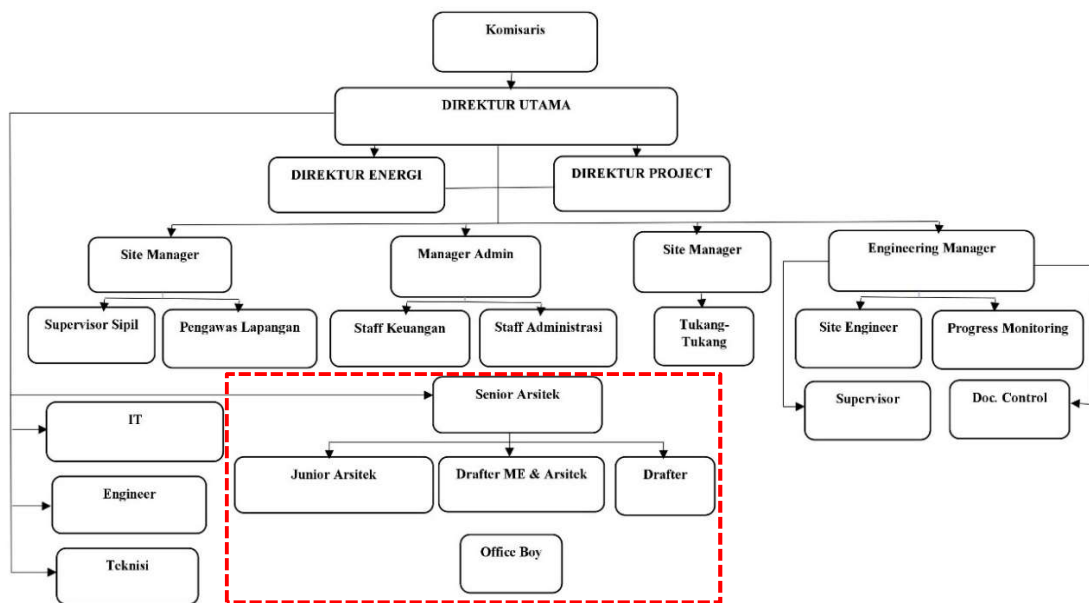 Komisaris
DIREKTUR UTAMA
DIREKTUR ENERGI
DIREKTUR PROJECT
Site Manager
Manager Admin
Site Manager
Engineering Manager
Supervisor Sipil
Pengawas Lapangan
Staff Keuangan
Staff Administrasi
Tukang-
Tukang
Site Engineer
Progress Monitoring
Senior Arsitek
Supervisor
Doc. Control
IT
Junior Arsitek
Drafter ME & Arsitek
Drafter
Engineer
Office Boy
Teknisi